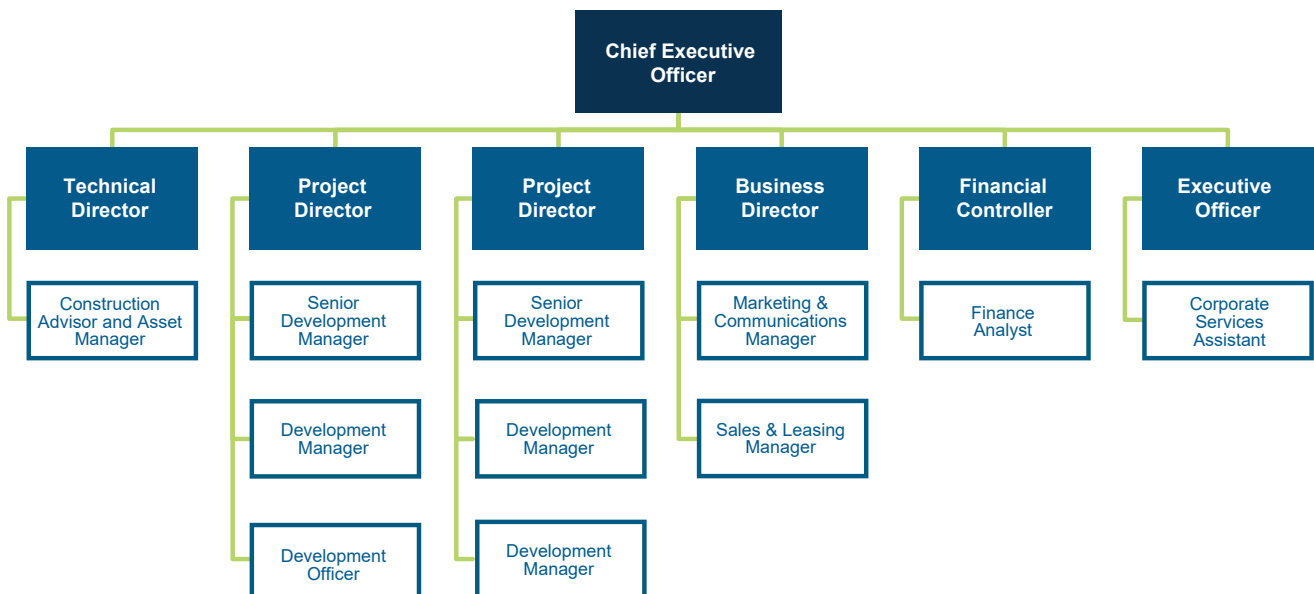 Chief Executive
Officer
Technical
Director
Project
Director
Project
Director
Business
Director
Financial
Controller
Executive
Officer
Construction
Advisor and Asset
Manager
Senior
Development
Manager
Senior
Development
Manager
Marketing &
Communications
Manager
Finance
Analyst
Corporate
Services
Assistant
Development
Manager
Development
Manager
Sales & Leasing
Manager
Development
Officer
Development
Manager